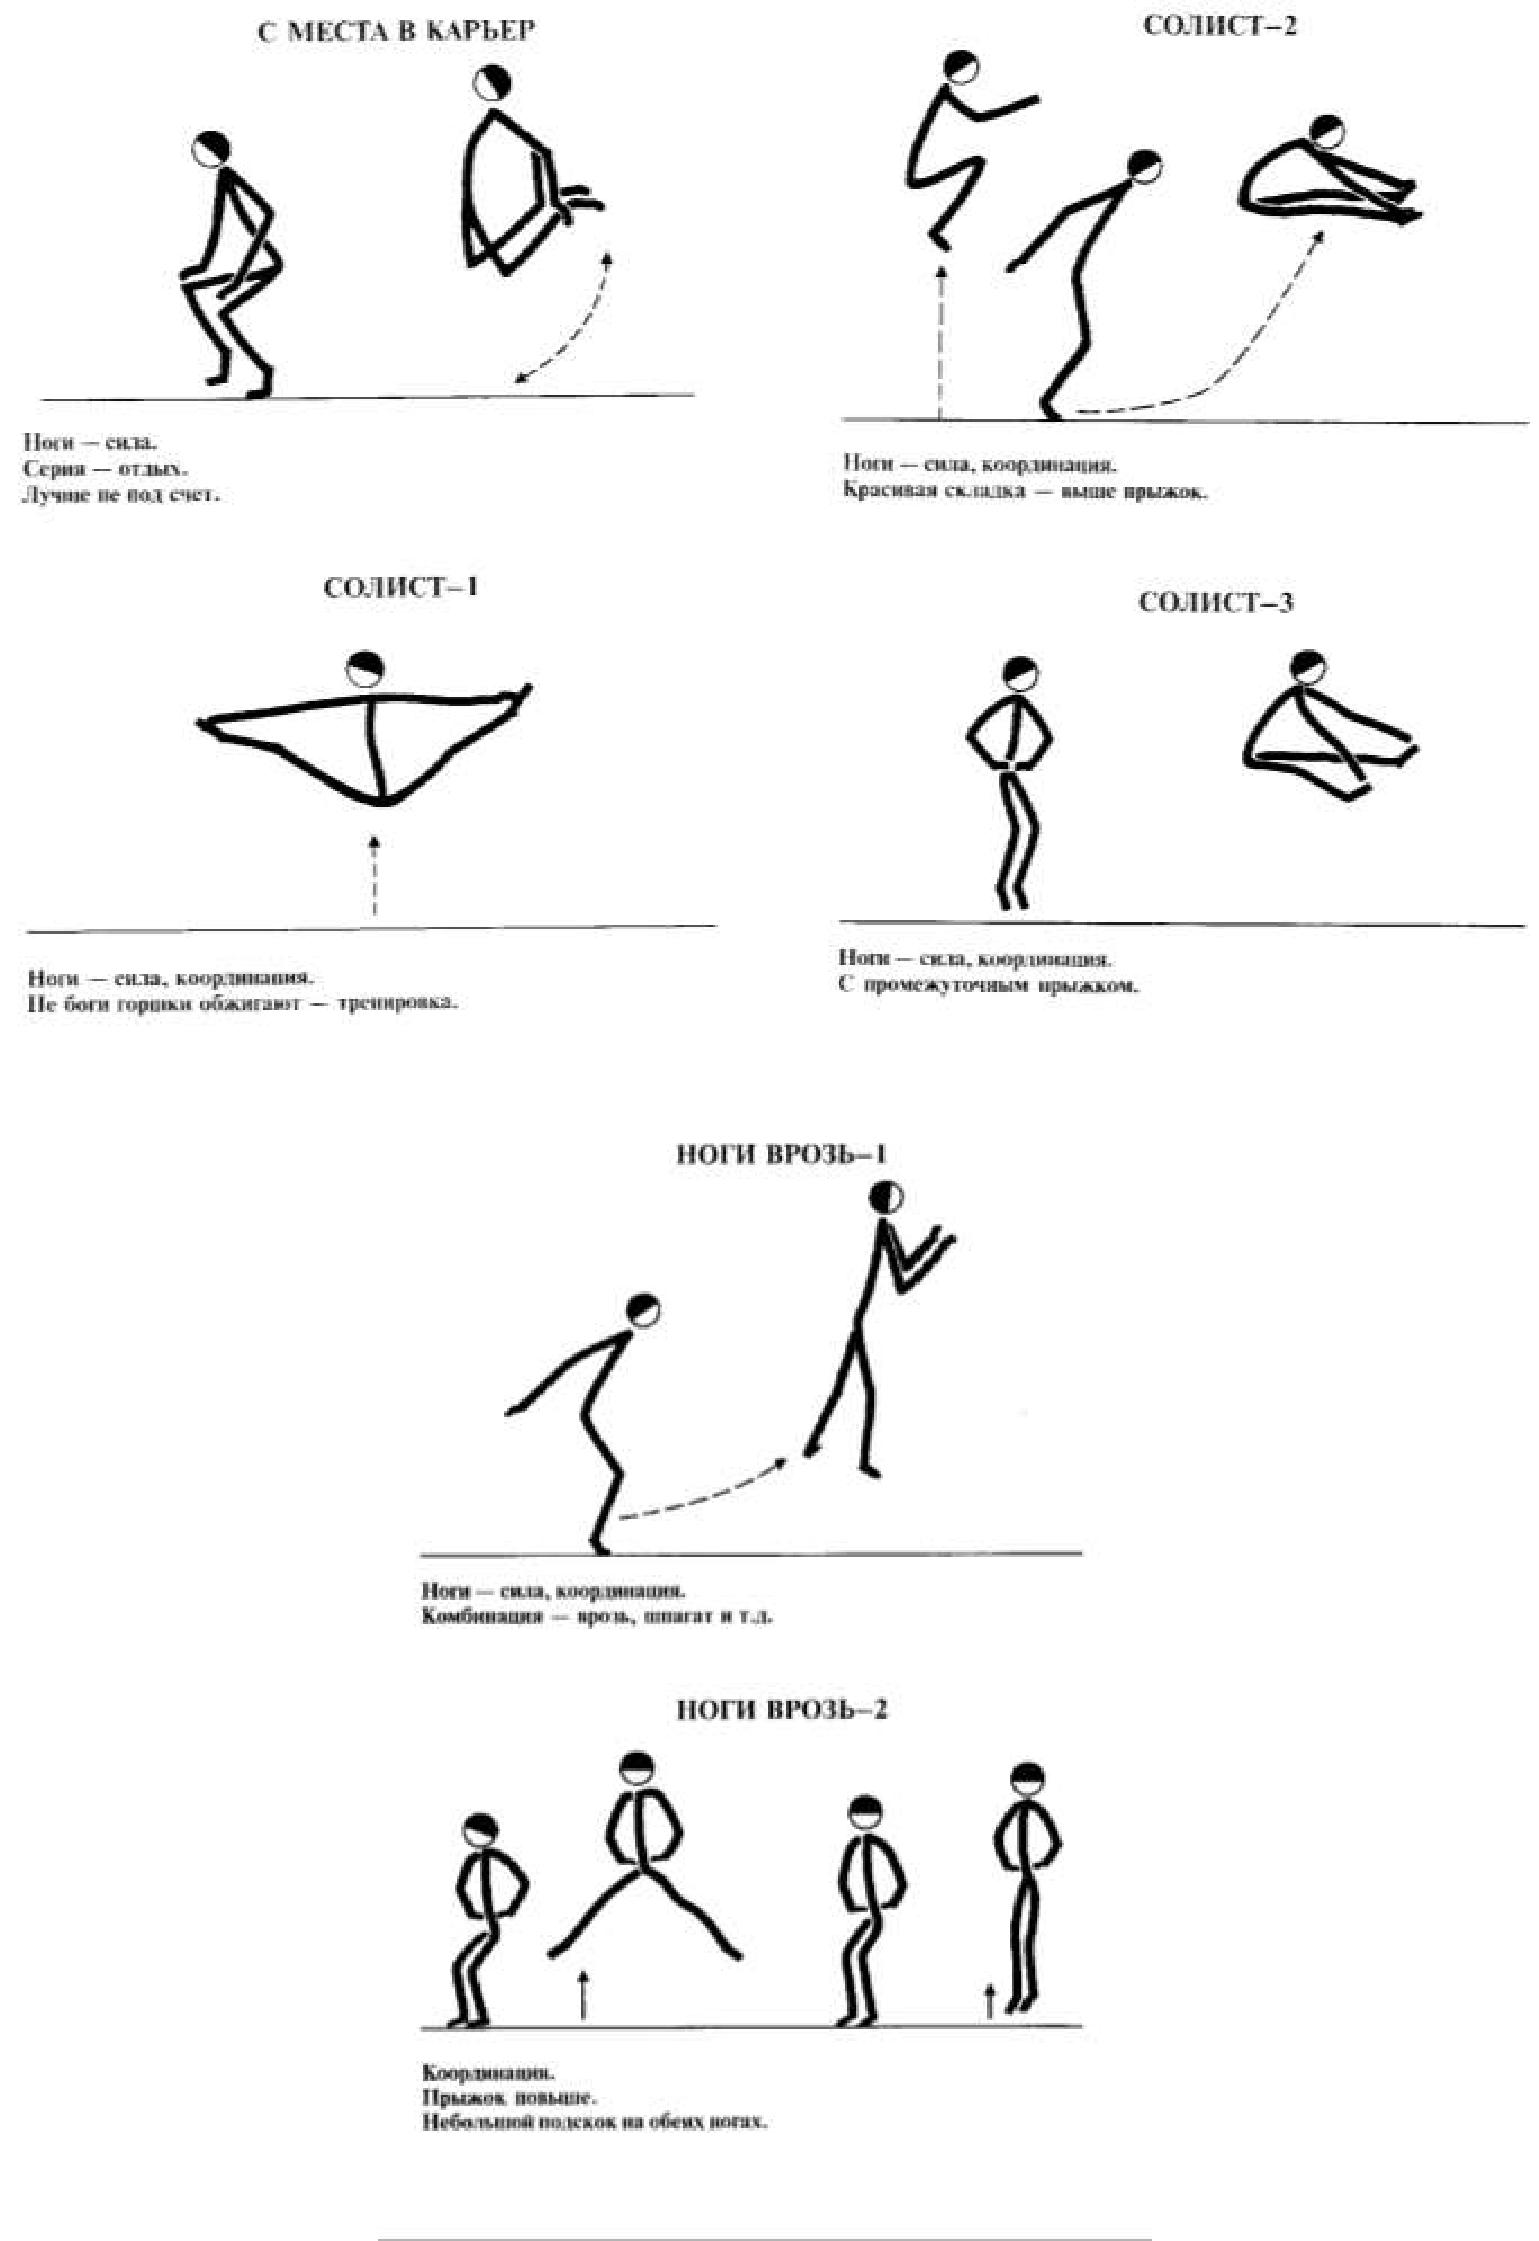 С МЕСТА В КАРЬЕР
Ноги — сила.
Серия — отдых.
Лучше не под счет.
СОЛИСТ–2
Ноги — сила, координация.
Красивая складка — выше прыжок.
СОЛИСТ–1
Ноги — сила, координация.
Не боги горшки обжигают — тренировка.
СОЛИСТ–3
Ноги — сила, координация.
С промежуточным прыжком.
НОГИ ВРОЗЬ–1
Ноги — сила, координация.
Комбинация — врозь, шпагат и т.д.
НОГИ ВРОЗЬ–2
Координация.
Прыжок повыше.
Небольшой подскок на обеих ногах.